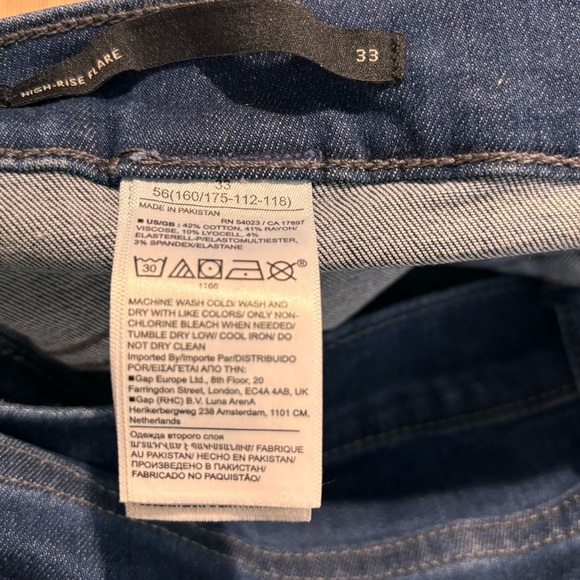 HIGH-RISE FLARE
33
33
56(160/175-112-118)
MADE IN PAKISTAN
■US/GB: 42% COTTON, 41% RAYON/
VISCOSE, 10% LYOCELL, 4%
ELASTERELL-P/ELASTOMULTIESTER,
3% SPANDEX/ELASTANE
RN 54023 / CA 17897
30
®
1166
MACHINE WASH COLD/ WASH AND
DRY WITH LIKE COLORS/ ONLY NON-
CHLORINE BLEACH WHEN NEEDED/
TUMBLE DRY LOW/ COOL IRON/ DO
NOT DRY CLEAN
Imported By/Importe Par/DISTRIBUIDO
POR/ΕΙΣΑΓΕΤΑΙ ΑΠΟ ΤΗΝ:
■Gap Europe Ltd., 8th Floor, 20
Farringdon Street, London, EC4A 4AB, UK
■Gap (RHC) B.V. Luna ArenA
Herikerbergweg 238 Amsterdam, 1101 CM,
Netherlands
Одежда второго слоя
ԱՐՏԱԴՐՎԱԾ Է ՊԱԿԻՍՏԱՆՈՒՄ/ FABRIQUE
AU PAKISTAN/ HECHO EN PAKISTAN/
ПРОИЗВЕДЕНО В ПАКИСТАН/
FABRICADO NO PAQUISTÃO/